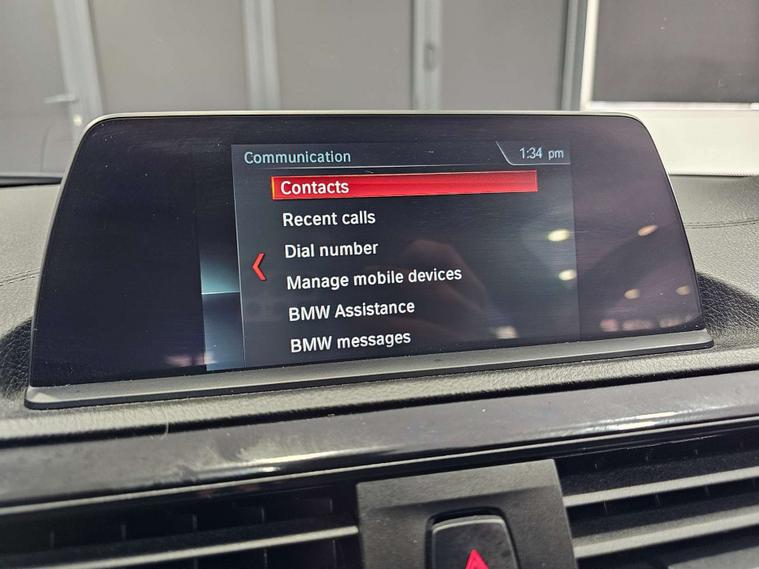 Communication
1:34 pm
Contacts
Recent calls
Dial number
Manage mobile devices
BMW Assistance
BMW messages